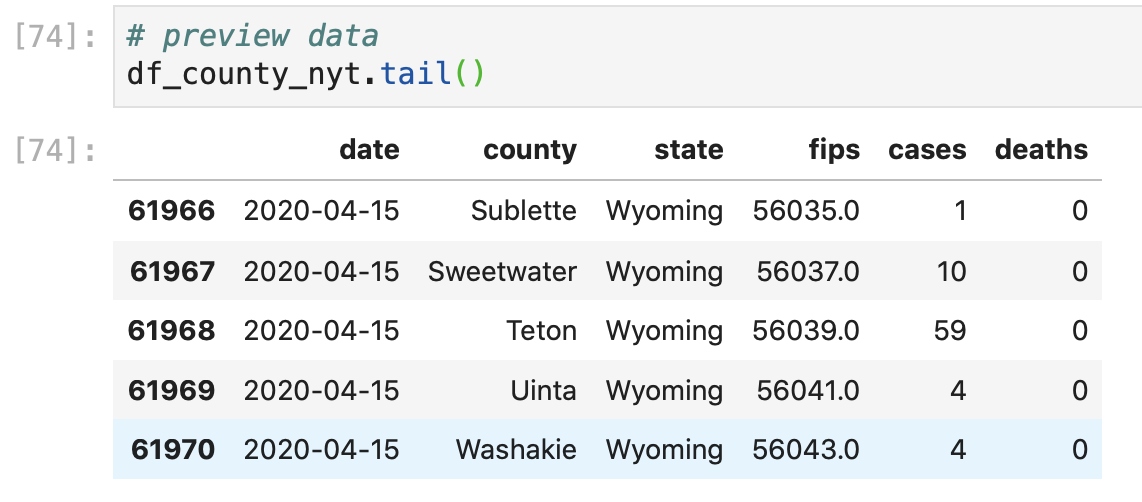 [74]: # preview data
df_county_nyt.tail()
[74]: date county state fips cases deaths
61966 2020-04-15 Sublette Wyoming 56035.0 1 0
61967 2020-04-15 Sweetwater Wyoming 56037.0 10 0
61968 2020-04-15 Teton Wyoming 56039.0 59 0
61969 2020-04-15 Uinta Wyoming 56041.0 4 0
61970 2020-04-15 Washakie Wyoming 56043.0 4 0